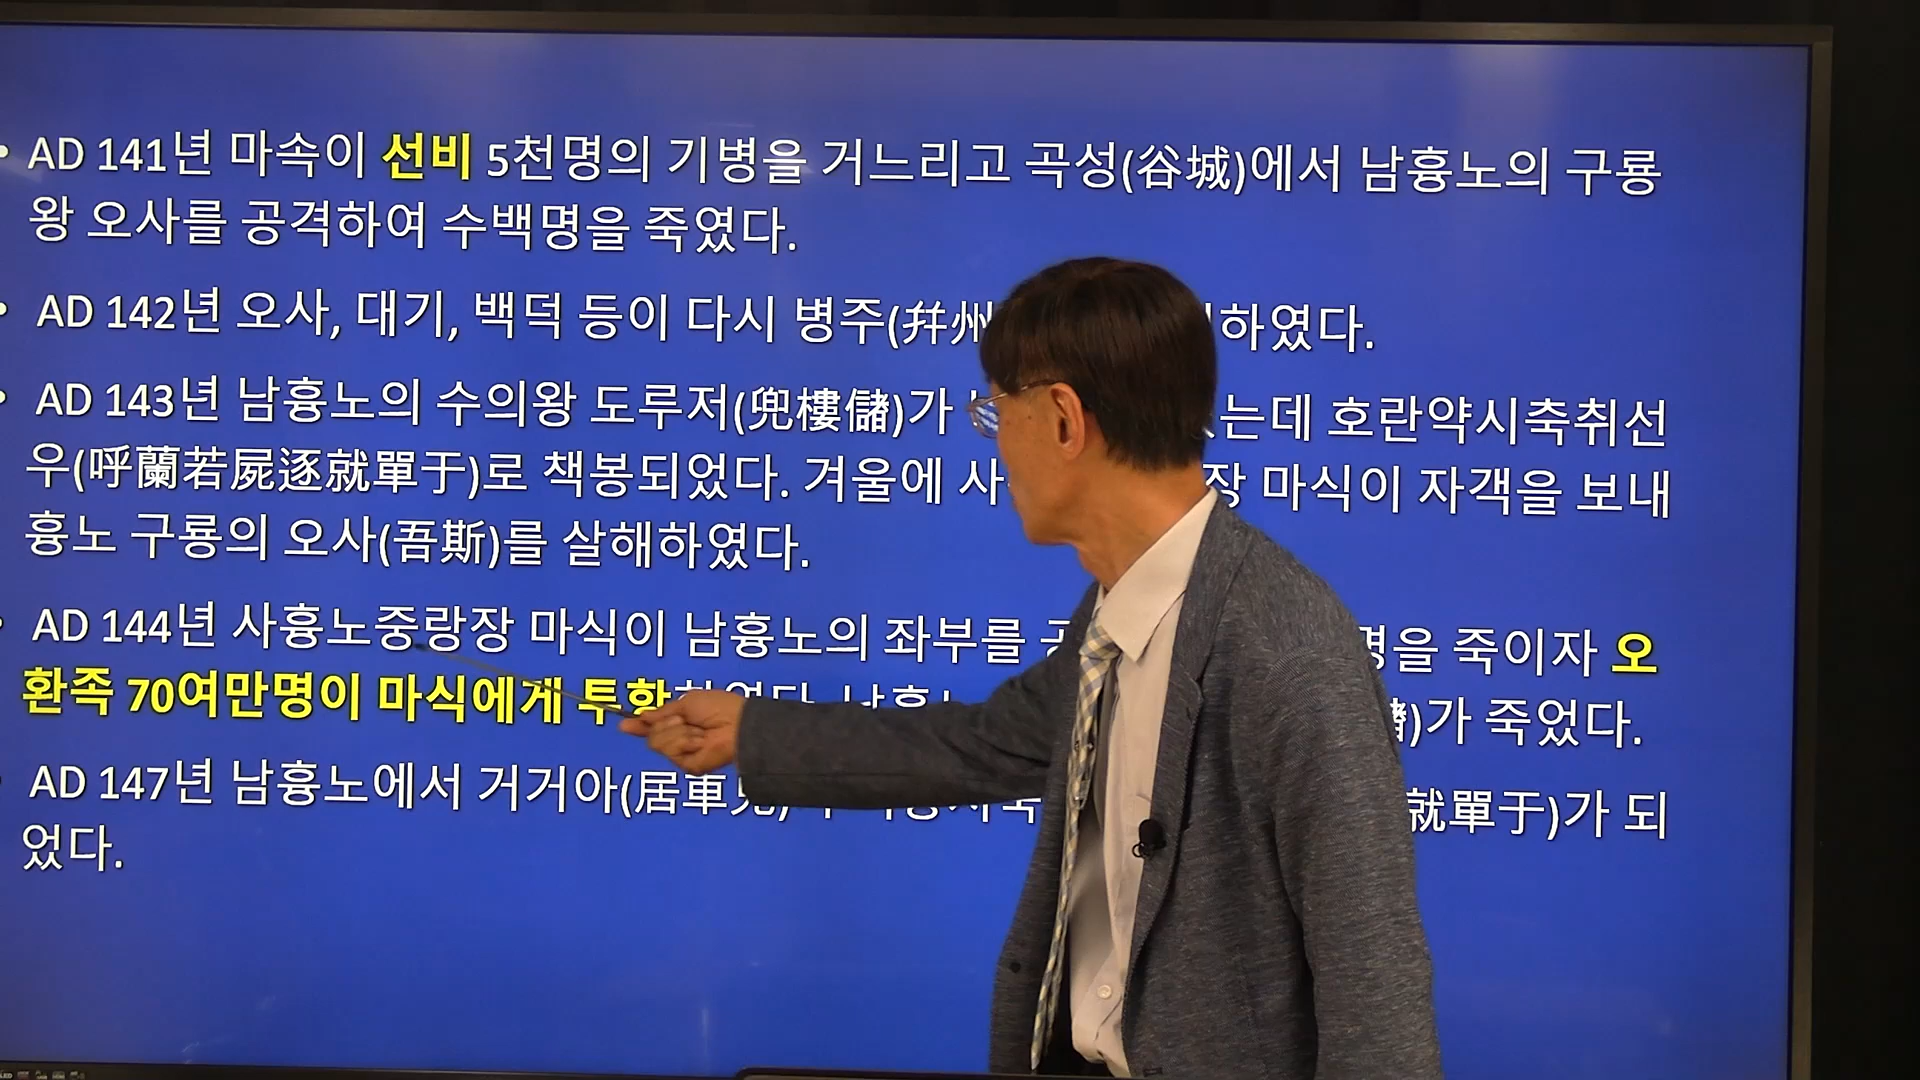 • AD 141년 마속이 선비 5천명의 기병을 거느리고 곡성(谷城)에서 남흉노의 구룡
왕 오사를 공격하여 수백명을 죽였다.
• AD 142년 오사, 대기, 백덕 등이 다시 병주(幷州 하였다.
• AD 143년 남흉노의 수의왕 도루저(兜樓儲)가 는데 호란약시축취선
우(呼蘭若屍逐就單于)로 책봉되었다. 겨울에 장 마식이 자객을 보내
흉노 구룡의 오사(吾斯)를 살해하였다.
• AD 144년 사흉노중랑장 마식이 남흉노의 좌부를 명을 죽이자 오
환족 70여만명이 마식에게 투항하였다. )가 죽었다.
• AD 147년 남흉노에서 거거아(居車兒) 就單于)가 되
었다.